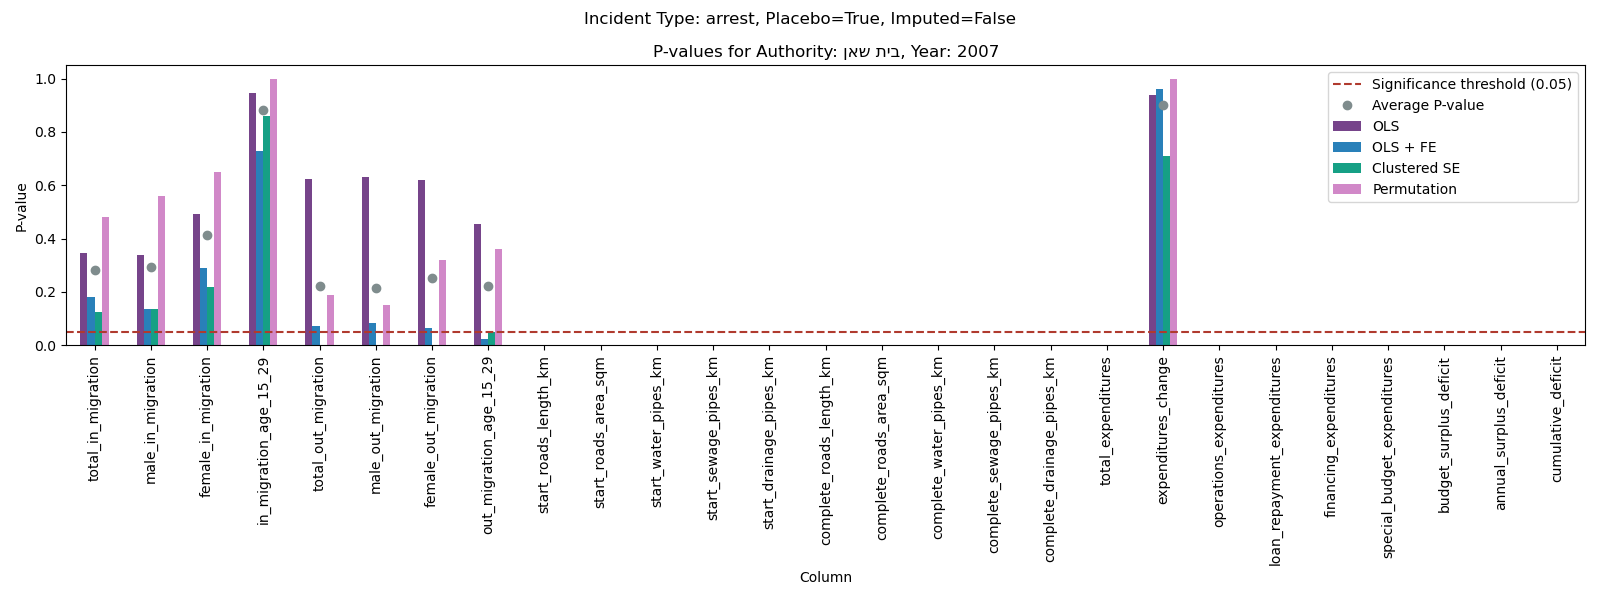 Incident Type: arrest, Placebo=True, Imputed=False
P-values for Authority: בית שאן, Year: 2007
P-value
1.0
0.8
0.6
0.4
0.2
0.0
Significance threshold (0.05)
Average P-value
OLS
OLS + FE
Clustered SE
Permutation
total_in_migration
male_in_migration
female_in_migration
in_migration_age_15_29
total_out_migration
male_out_migration
female_out_migration
out_migration_age_15_29
start_roads_length_km
start_roads_area_sqm
start_water_pipes_km
start_sewage_pipes_km
start_drainage_pipes_km
complete_roads_length_km
complete_roads_area_sqm
complete_water_pipes_km
complete_sewage_pipes_km
complete_drainage_pipes_km
total_expenditures
expenditures_change
operations_expenditures
loan_repayment_expenditures
financing_expenditures
special_budget_expenditures
budget_surplus_deficit
annual_surplus_deficit
cumulative_deficit
Column